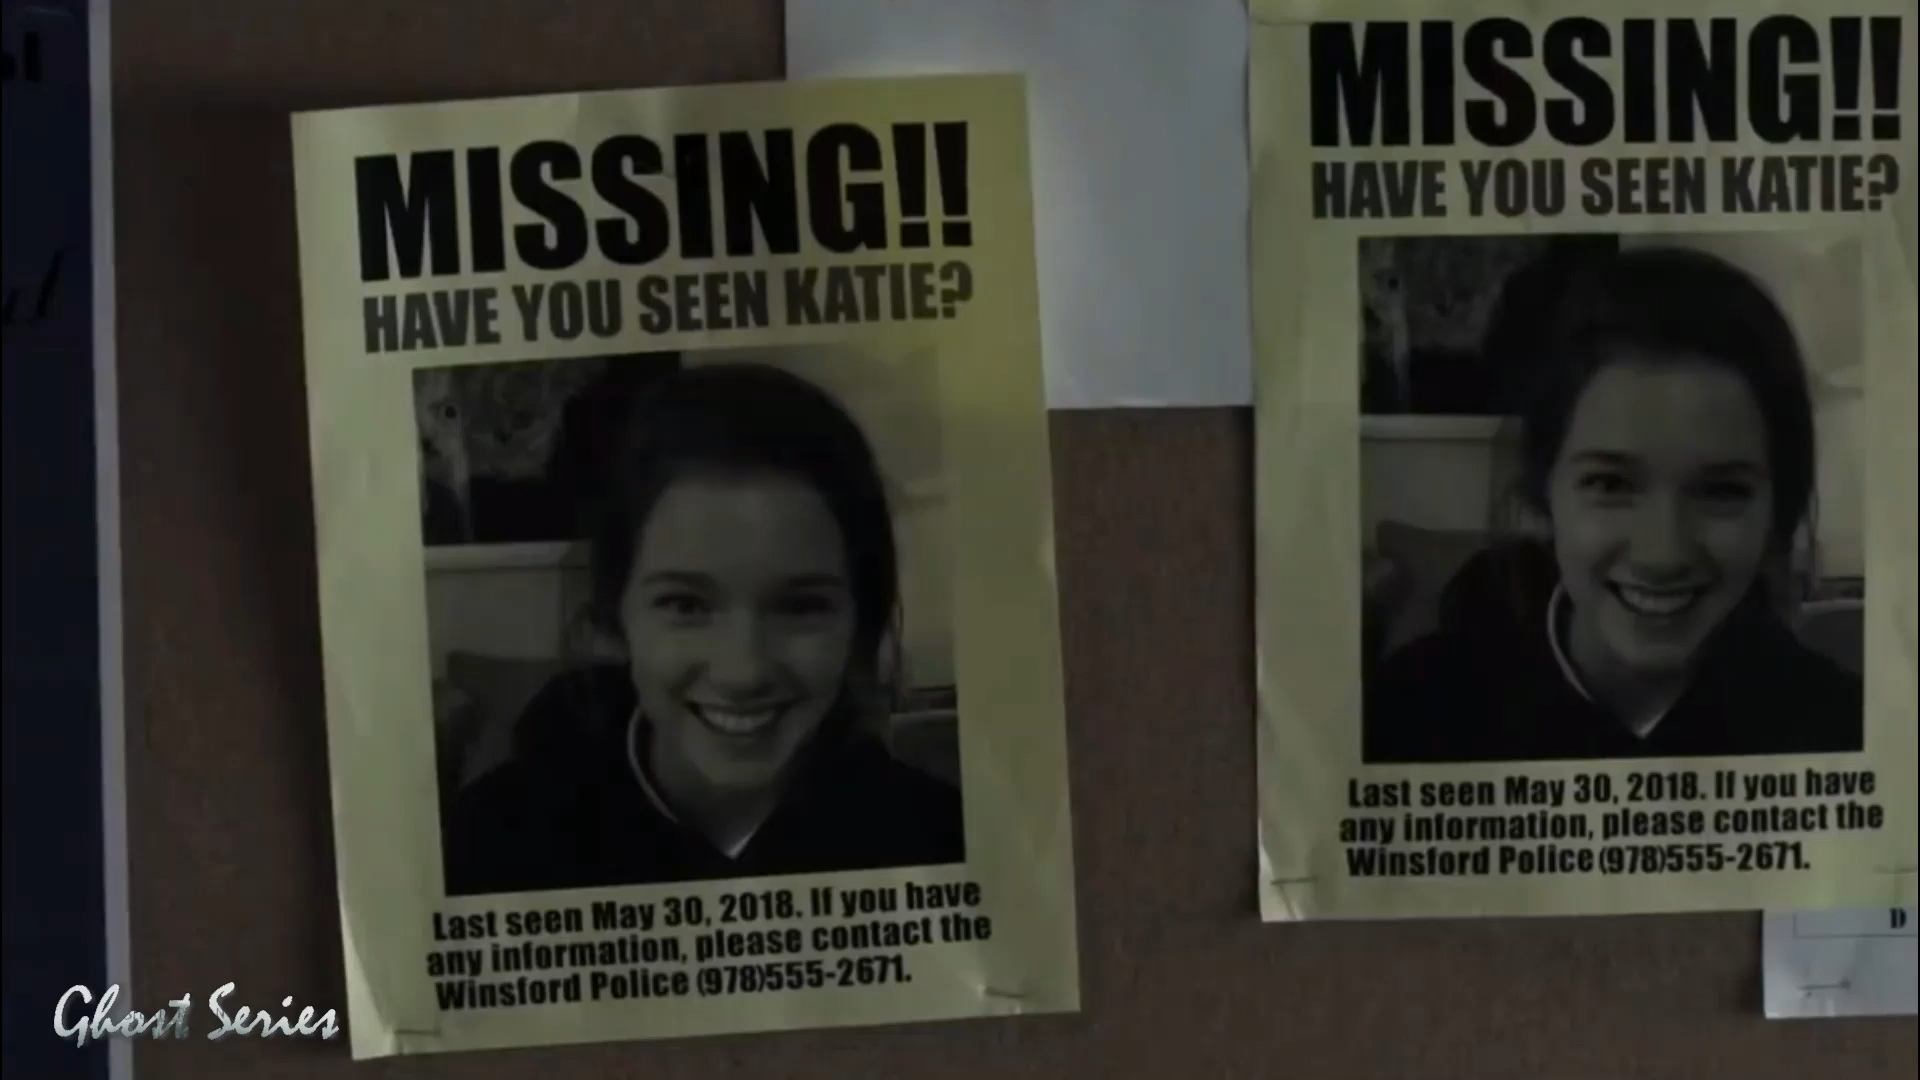 MISSING!!
HAVE YOU SEEN KATIE?
Last seen May 30, 2018. If you have
any information, please contact the
Winsford Police (978)555-2671.
MISSING!!
HAVE YOU SEEN KATIE?
Last seen May 30, 2018. If you have
any information, please contact the
Winsford Police (978)555-2671.
D
Ghost Series